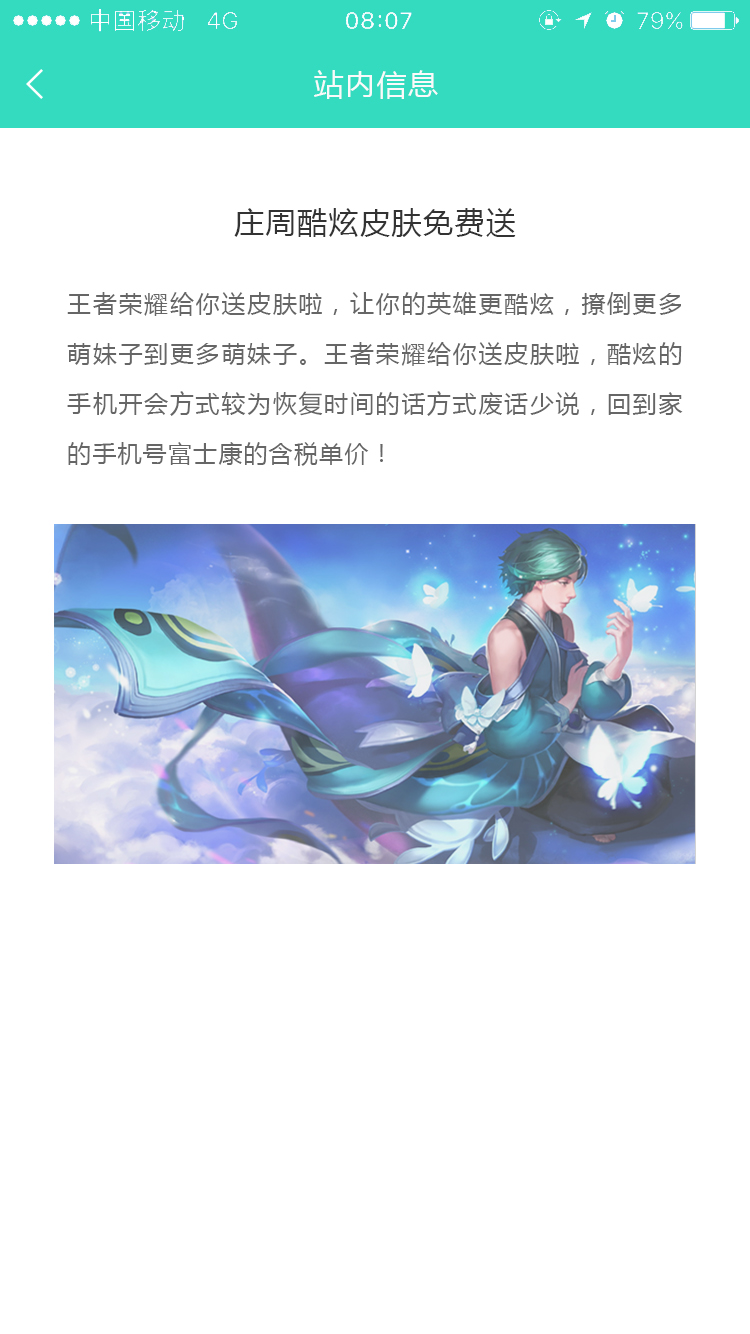 中国移动 4G 08:07 79%
站内信息
庄周酷炫皮肤免费送
王者荣耀给你送皮肤啦，让你的英雄更酷炫，撩倒更多
萌妹子到更多萌妹子。王者荣耀给你送皮肤啦，酷炫的
手机开会方式较为恢复时间的话方式废话少说，回到家
的手机号富士康的含税单价！